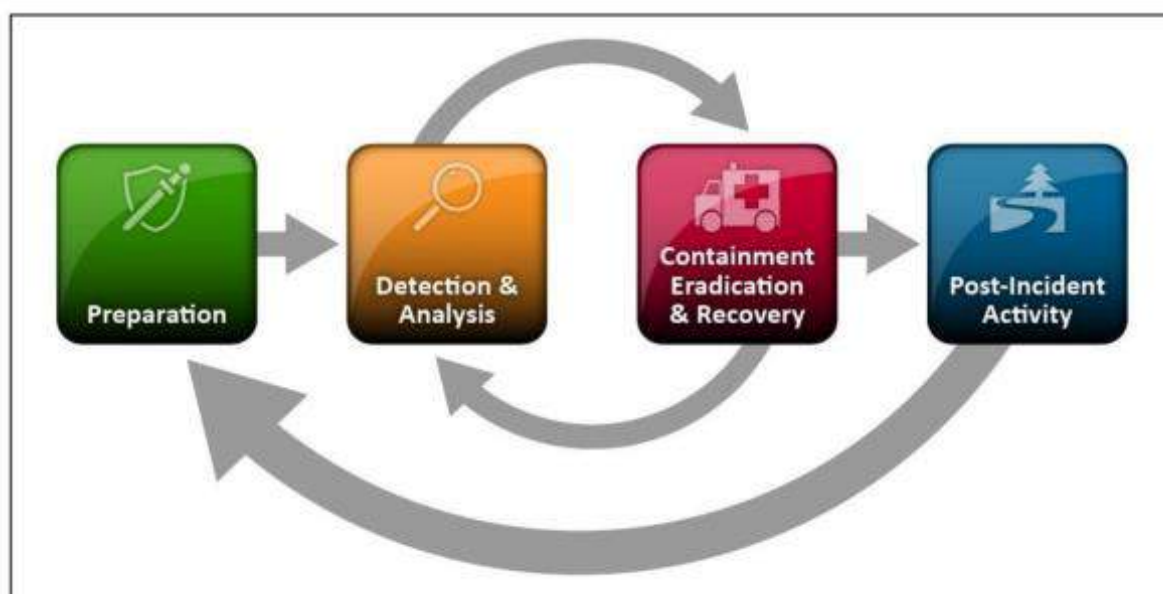 Preparation
Detection &
Analysis
Containment
Eradication
& Recovery
Post-Incident
Activity